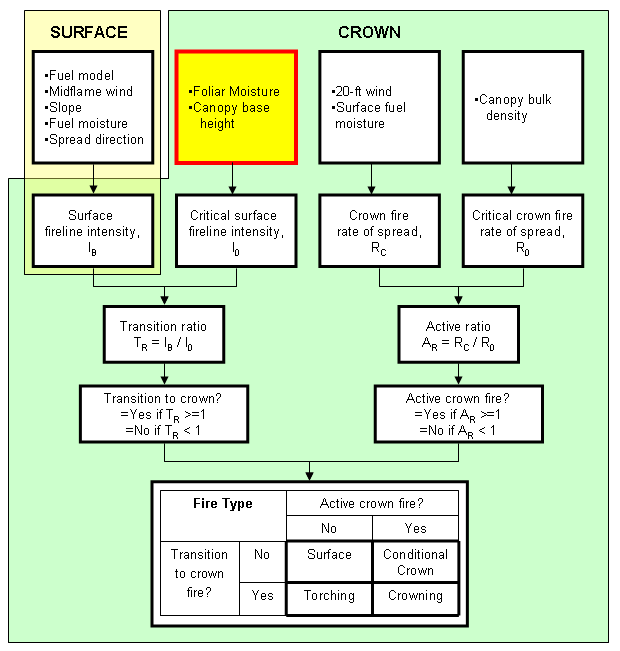 SURFACE
CROWN
•Fuel model
•Midflame wind
•Slope
•Fuel moisture
•Spread direction
•Foliar Moisture
•Canopy base
height
•20-ft wind
•Surface fuel
moisture
•Canopy bulk
density
Surface
fireline intensity,
I_B
Critical surface
fireline intensity,
I_0
Crown fire
rate of spread,
R_C
Critical crown fire
rate of spread,
R_0
Transition ratio
T_R = I_B / I_0
Active ratio
A_R = R_C / R_0
Transition to crown?
=Yes if T_R >=1
=No if T_R < 1
Active crown fire?
=Yes if A_R >=1
=No if A_R < 1
Fire Type
Active crown fire?
No
Yes
Transition
to crown
fire?
No
Surface
Conditional
Crown
Yes
Torching
Crowning